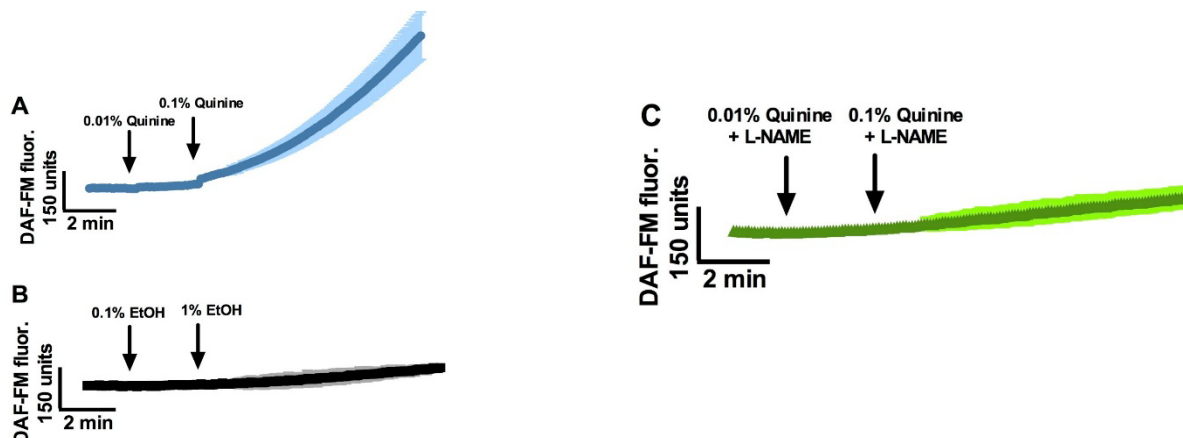 A
0.01% Quinine
0.1% Quinine
DAF-FM fluor.
150 units
2 min
B
0.1% EtOH
1% EtOH
DAF-FM fluor.
150 units
2 min
C
0.01% Quinine
+ L-NAME
0.1% Quinine
+ L-NAME
DAF-FM fluor.
150 units
2 min